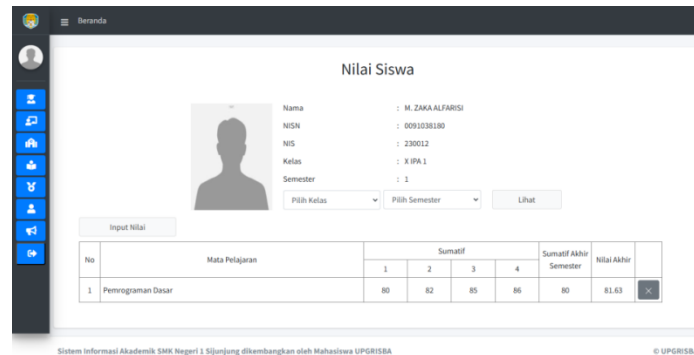 Beranda
Nilai Siswa
Nama : M. ZAKA ALFARISI
NISN : 0091038180
NIS : 230012
Kelas : X IPA 1
Semester : 1
Pilih Kelas Pilih Semester Lihat
Input Nilai
No Mata Pelajaran Sumatif Sumatif Akhir Semester Nilai Akhir
1 2 3 4
1 Pemrograman Dasar 80 82 85 86 80 81.63
Sistem Informasi Akademik SMK Negeri 1 Sijunjung dikembangkan oleh Mahasiswa UPGRISBA © UPGRISBA